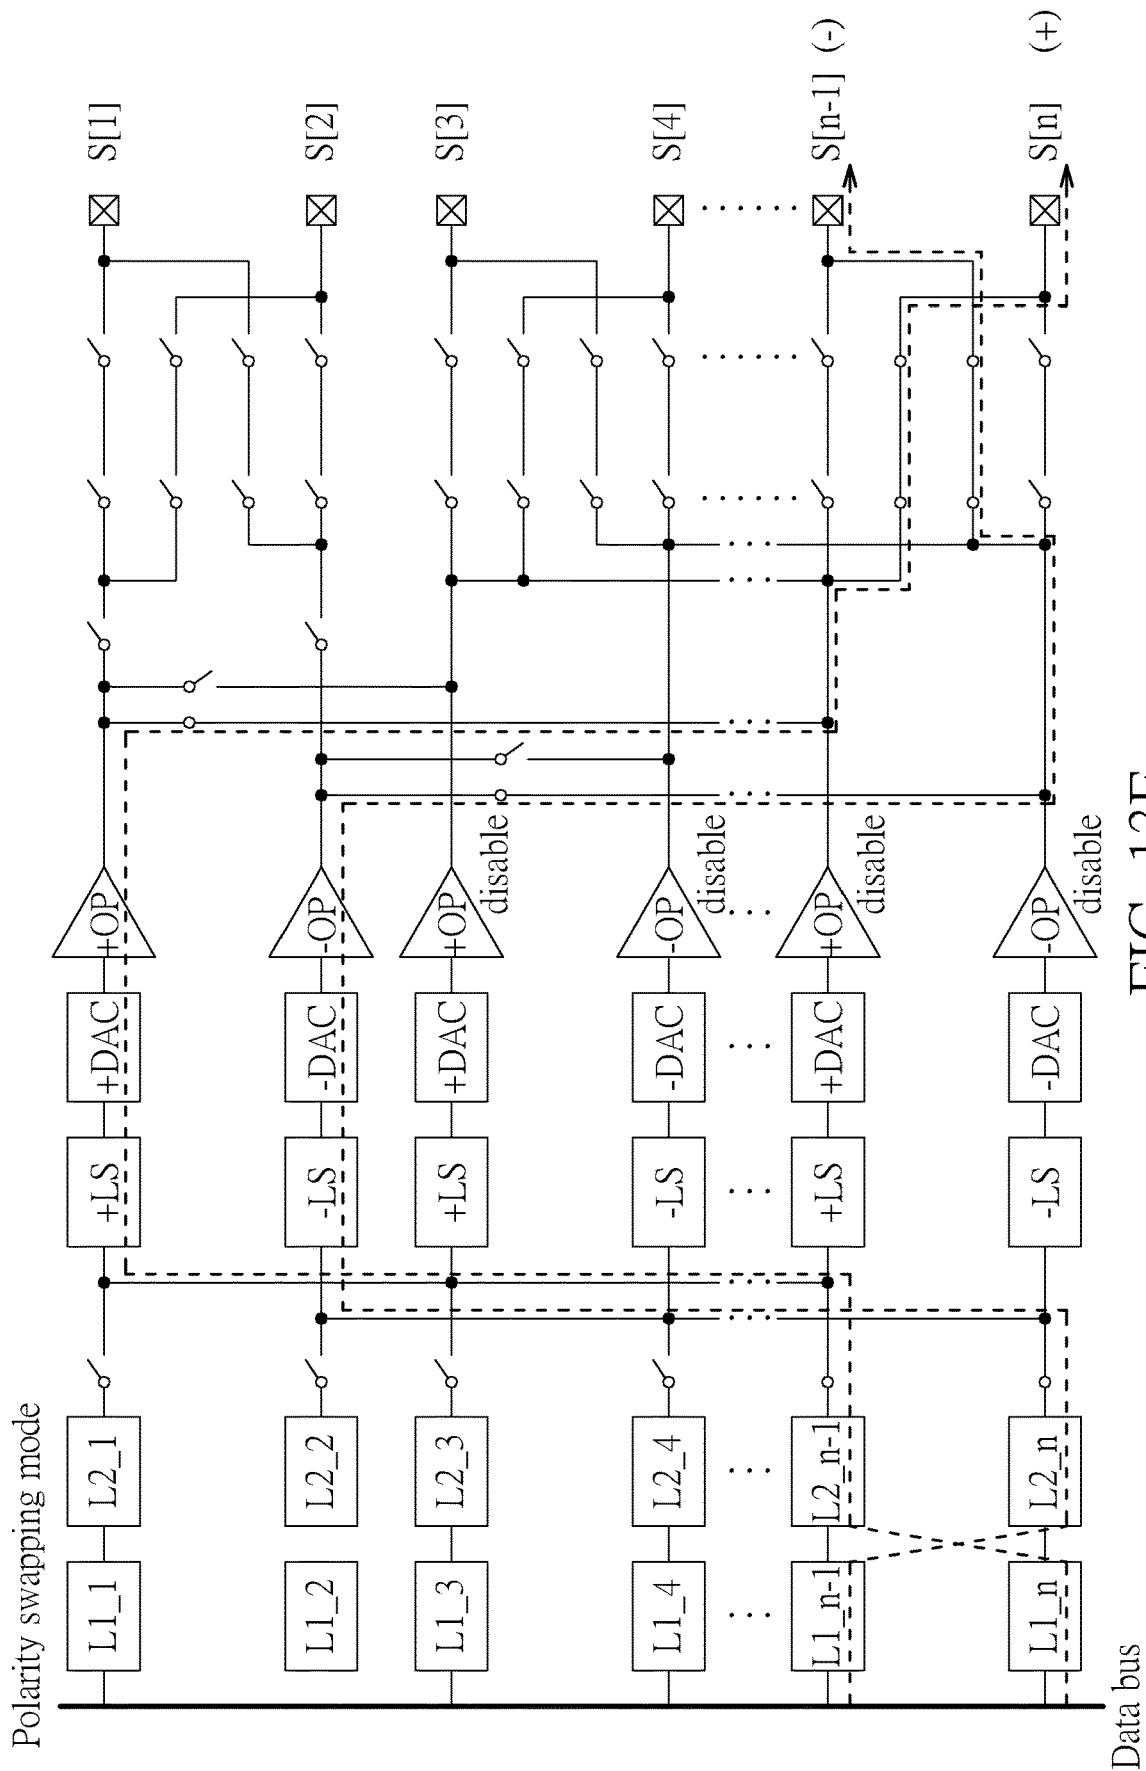 Polarity swapping mode
S[1]
S[2]
S[3]
S[4]
S[n-1] (-)
S[n] (+)
+OP
-OP
+OP
disable
-OP
disable
+OP
disable
-OP
disable
+DAC
-DAC
+DAC
-DAC
+DAC
-DAC
+LS
-LS
+LS
-LS
+LS
-LS
L2_1
L2_2
L2_3
L2_4
L2_n-1
L2_n
L1_1
L1_2
L1_3
L1_4
L1_n-1
L1_n
Data bus